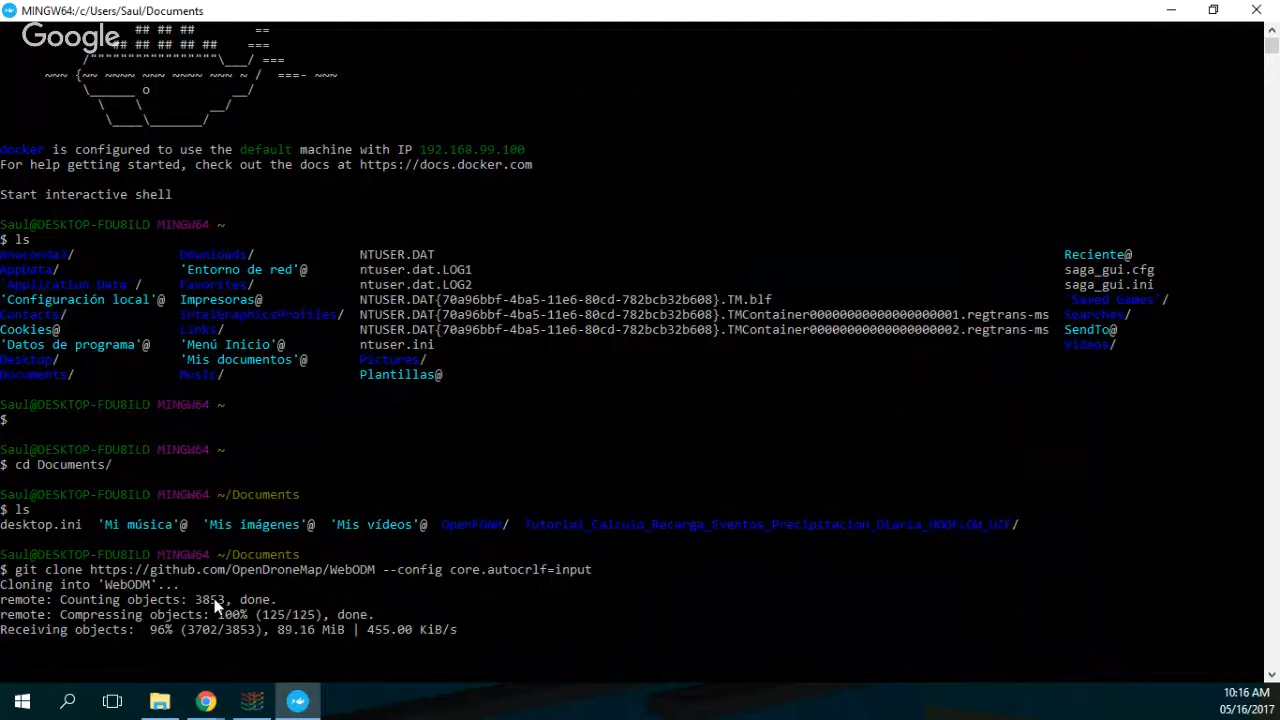 MINGW64:/c/Users/Saul/Documents
Google
## ## ## ==
## ## ## ## ## ===
/"""""""""""""""""\___/ ===
~~~ {~~ ~~~~ ~~~ ~~~~ ~~~ ~ / ===- ~~~
\______ o __/
\ \ __/
\____\_______/
docker is configured to use the default machine with IP 192.168.99.100
For help getting started, check out the docs at https://docs.docker.com
Start interactive shell
Saul@DESKTOP-FDU8ILD MINGW64 ~
$ ls
Anaconda3/ Downloads/ NTUSER.DAT Reciente@
AppData/ 'Entorno de red'@ ntuser.dat.LOG1 saga_gui.cfg
'Application Data'/ Favorites/ ntuser.dat.LOG2 saga_gui.ini
'Configuración local'@ Impresoras@ NTUSER.DAT{70a96bbf-4ba5-11e6-80cd-782bcb32b608}.TM.blf 'Saved Games'/
Contacts/ IntelGraphicsProfiles/ NTUSER.DAT{70a96bbf-4ba5-11e6-80cd-782bcb32b608}.TMContainer00000000000000000001.regtrans-ms Searches/
Cookies@ Links/ NTUSER.DAT{70a96bbf-4ba5-11e6-80cd-782bcb32b608}.TMContainer00000000000000000002.regtrans-ms SendTo@
'Datos de programa'@ 'Menú Inicio'@ ntuser.ini Videos/
Desktop/ 'Mis documentos'@ Pictures/
Documents/ Music/ Plantillas@
Saul@DESKTOP-FDU8ILD MINGW64 ~
$
Saul@DESKTOP-FDU8ILD MINGW64 ~
$ cd Documents/
Saul@DESKTOP-FDU8ILD MINGW64 ~/Documents
$ ls
desktop.ini 'Mi música'@ 'Mis imágenes'@ 'Mis vídeos'@ Tutorial_Calculo_Recarga_Eventos_Precipitacion_Diaria_MODFLOW_UZF/
Saul@DESKTOP-FDU8ILD MINGW64 ~/Documents
$ git clone https://github.com/OpenDroneMap/WebODM --config core.autocrlf=input
Cloning into 'WebODM'...
remote: Counting objects: 3853, done.
remote: Compressing objects: 100% (125/125), done.
Receiving objects: 96% (3702/3853), 89.16 MiB | 455.00 KiB/s
10:16 AM
05/16/2017